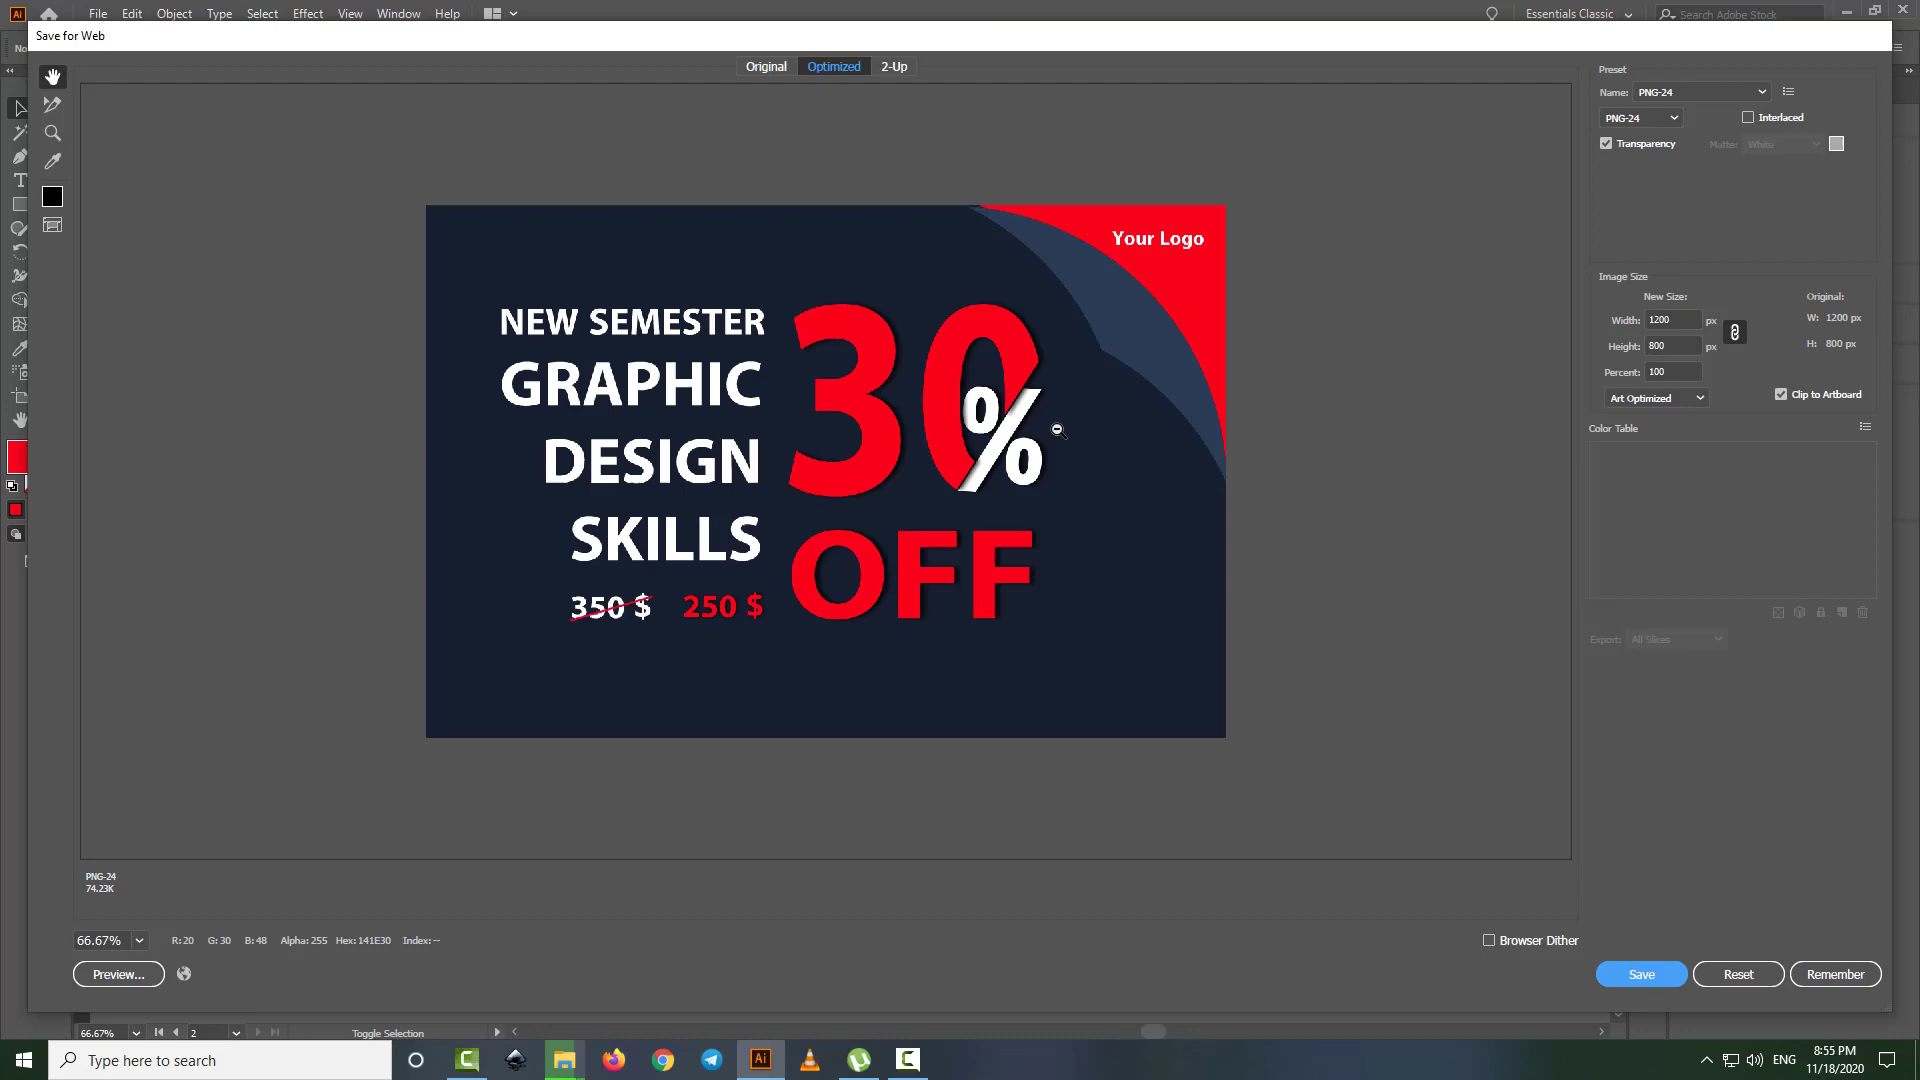 File Edit Object Type Select Effect View Window Help
Essentials Classic
Search Adobe Stock
Save for Web
No
Original Optimized 2-Up
Preset
Name: PNG-24
PNG-24 Interlaced
Transparency Matte: White
Your Logo
NEW SEMESTER
GRAPHIC
DESIGN
SKILLS
350 $ 250 $
30
%
OFF
Image Size
New Size: Original:
Width: 1200 px W: 1200 px
Height: 800 px H: 800 px
Percent: 100
Art Optimized Clip to Artboard
Color Table
Export: All Slices
PNG-24
74.23K
66.67% R: 20 G: 30 B: 48 Alpha: 255 Hex: 141E30 Index: --
Browser Dither
Preview... Save Reset Remember
66.67% 2 Toggle Selection
Type here to search
Ai
ENG
8:55 PM
11/18/2020